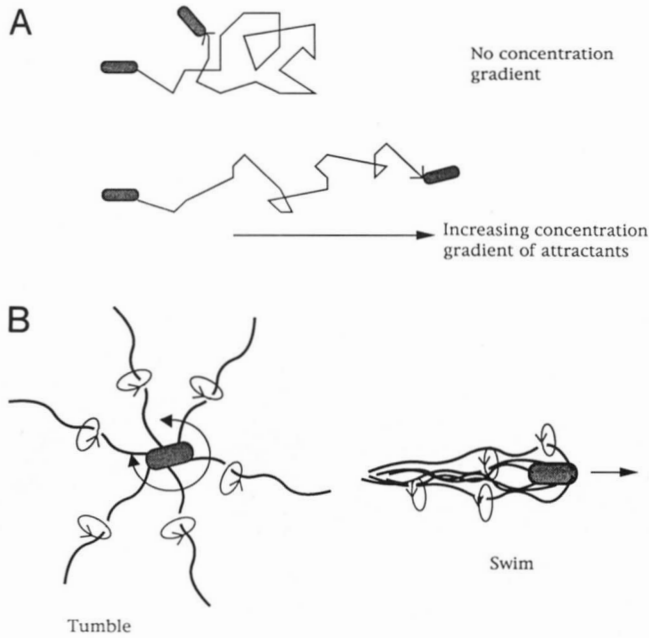 A
No concentration
gradient
Increasing concentration
gradient of attractants
B
Swim
Tumble